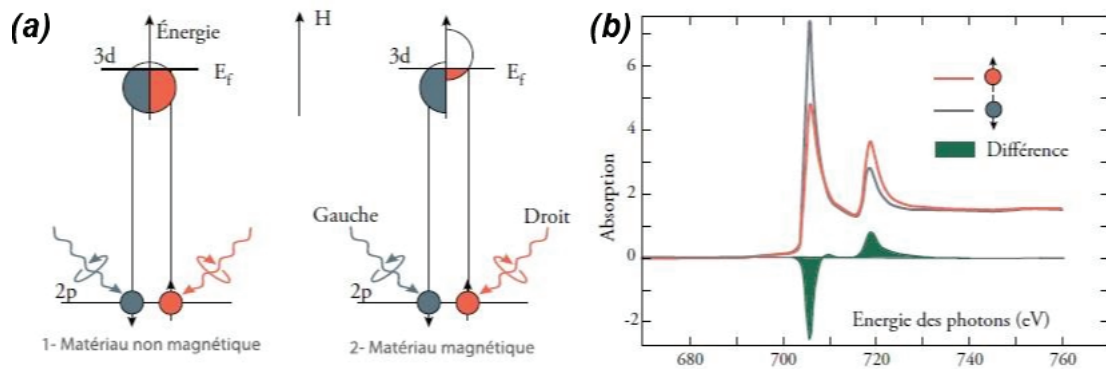 (a)
Énergie
3d
E_f
2p
1- Matériau non magnétique
H
3d
E_f
Gauche
Droit
2p
2- Matériau magnétique
(b)
Absorption
6
4
2
0
-2
Différence
Energie des photons (eV)
680
700
720
740
760